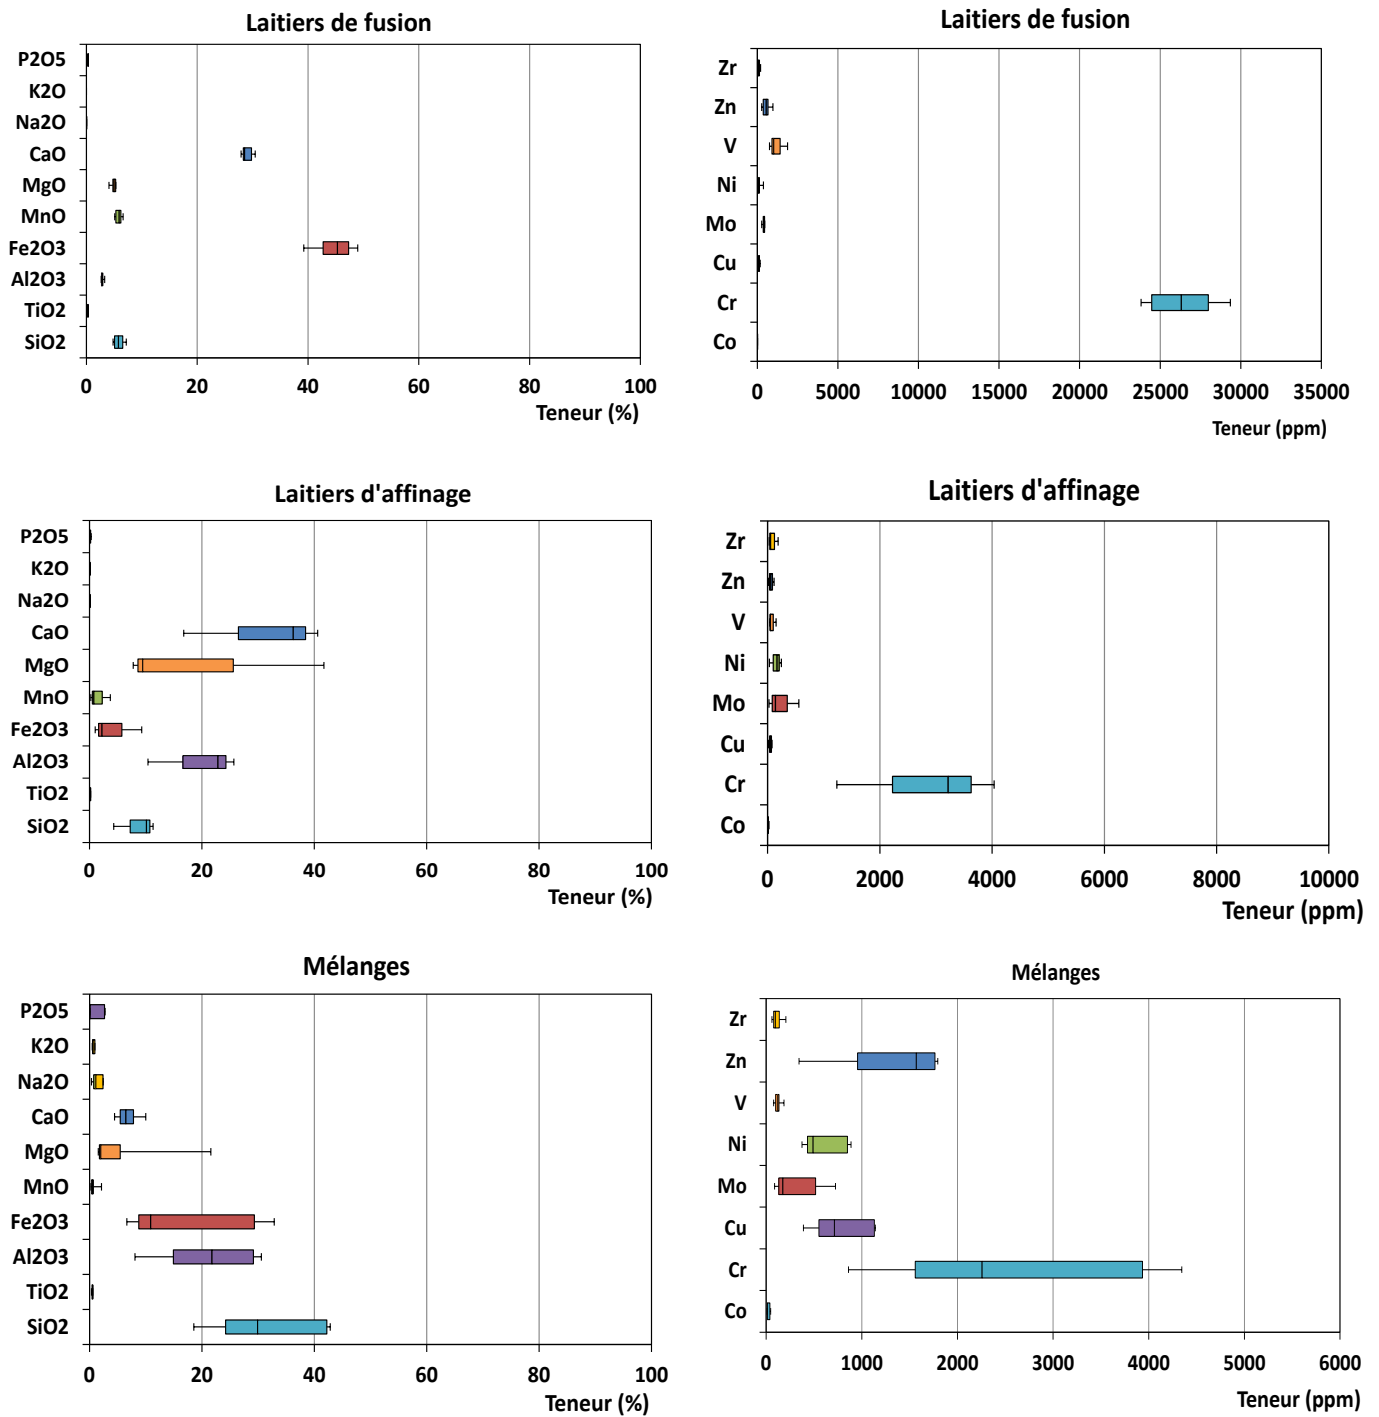 Laitiers de fusion
P2O5
K2O
Na2O
CaO
MgO
MnO
Fe2O3
Al2O3
TiO2
SiO2
0 20 40 60 80 100
Teneur (%)
Laitiers de fusion
Zr
Zn
V
Ni
Mo
Cu
Cr
Co
0 5000 10000 15000 20000 25000 30000 35000
Teneur (ppm)
Laitiers d'affinage
P2O5
K2O
Na2O
CaO
MgO
MnO
Fe2O3
Al2O3
TiO2
SiO2
0 20 40 60 80 100
Teneur (%)
Laitiers d'affinage
Zr
Zn
V
Ni
Mo
Cu
Cr
Co
0 2000 4000 6000 8000 10000
Teneur (ppm)
Mélanges
P2O5
K2O
Na2O
CaO
MgO
MnO
Fe2O3
Al2O3
TiO2
SiO2
0 20 40 60 80 100
Teneur (%)
Mélanges
Zr
Zn
V
Ni
Mo
Cu
Cr
Co
0 1000 2000 3000 4000 5000 6000
Teneur (ppm)